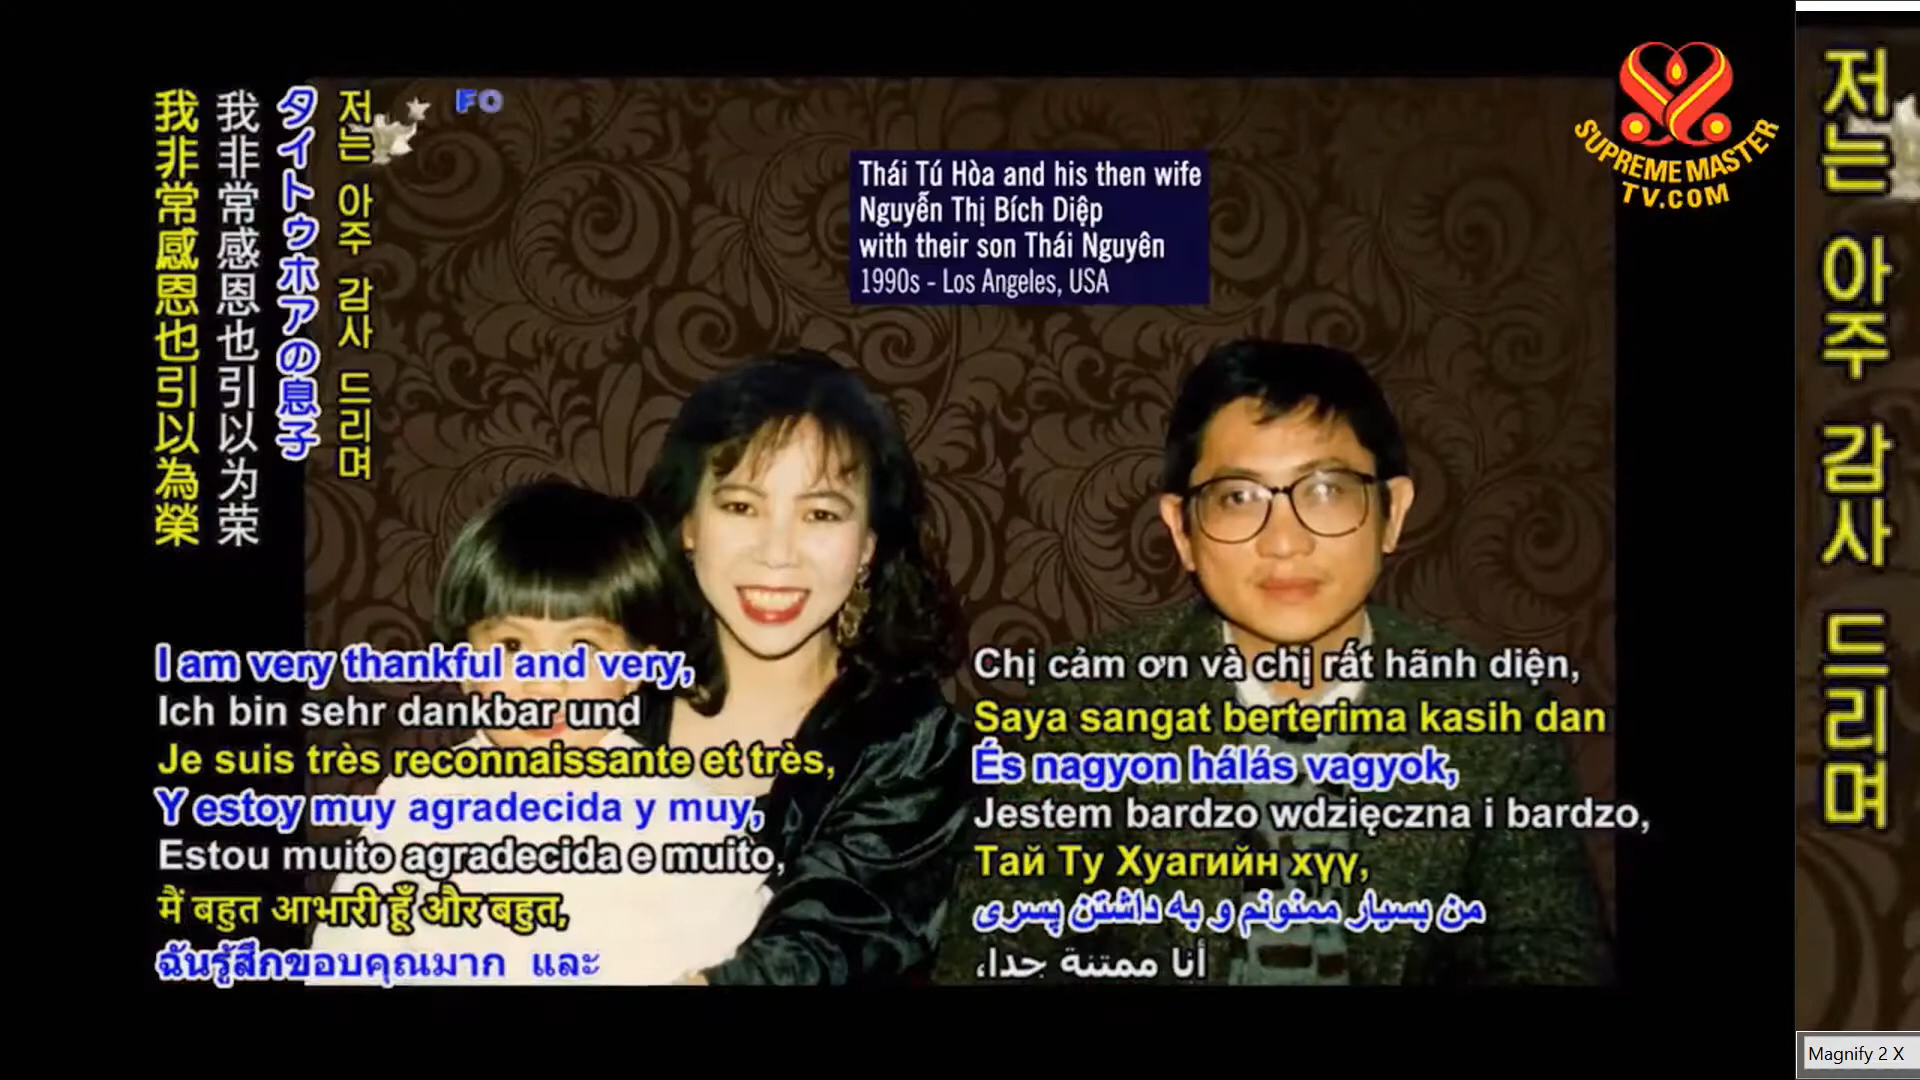 我非常感恩也引以為榮
我非常感恩也引以为荣
タイトゥホアの息子
저는 아주 감사 드리며
FO
Thái Tú Hòa and his then wife
Nguyễn Thị Bích Diệp
with their son Thái Nguyên
1990s - Los Angeles, USA
SUPREME MASTER
TV.COM
I am very thankful and very,
Ich bin sehr dankbar und
Je suis très reconnaissante et très,
Y estoy muy agradecida y muy,
Estou muito agradecida e muito,
मैं बहुत आभारी हूँ और बहुत,
ฉันรู้สึกขอบคุณมาก และ
Chị cảm ơn và chị rất hãnh diện,
Saya sangat berterima kasih dan
És nagyon hálás vagyok,
Jestem bardzo wdzięczna i bardzo,
Тай Ту Хуагийн хүү,
من بسیار ممنونم و به داشتن پسری
أنا ممتنة جدا،
저는 아주 감사 드리며
Magnify 2 X